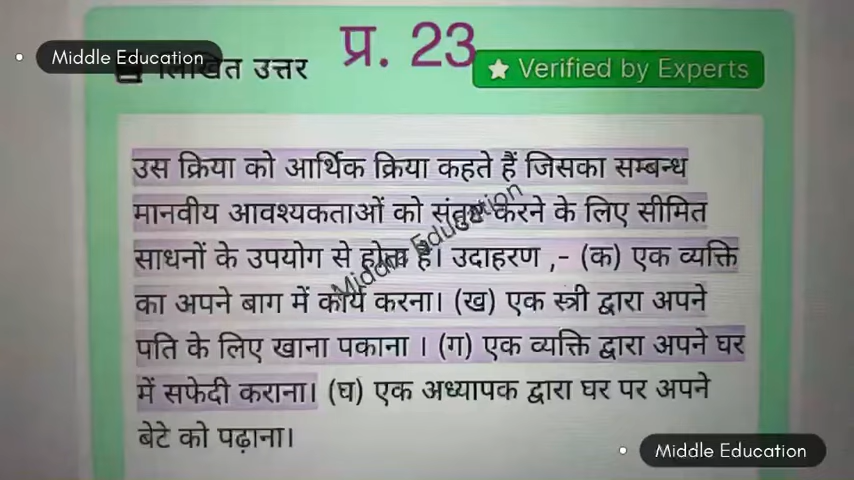 प्र. 23
Middle Education
लिखित उत्तर
Verified by Experts
उस क्रिया को आर्थिक क्रिया कहते हैं जिसका सम्बन्ध
मानवीय आवश्यकताओं को संतुष्ट करने के लिए सीमित
साधनों के उपयोग से होता है। उदाहरण ,- (क) एक व्यक्ति
का अपने बाग में कार्य करना। (ख) एक स्त्री द्वारा अपने
पति के लिए खाना पकाना । (ग) एक व्यक्ति द्वारा अपने घर
में सफेदी कराना। (घ) एक अध्यापक द्वारा घर पर अपने
बेटे को पढ़ाना।
Middle Education
Middle Education